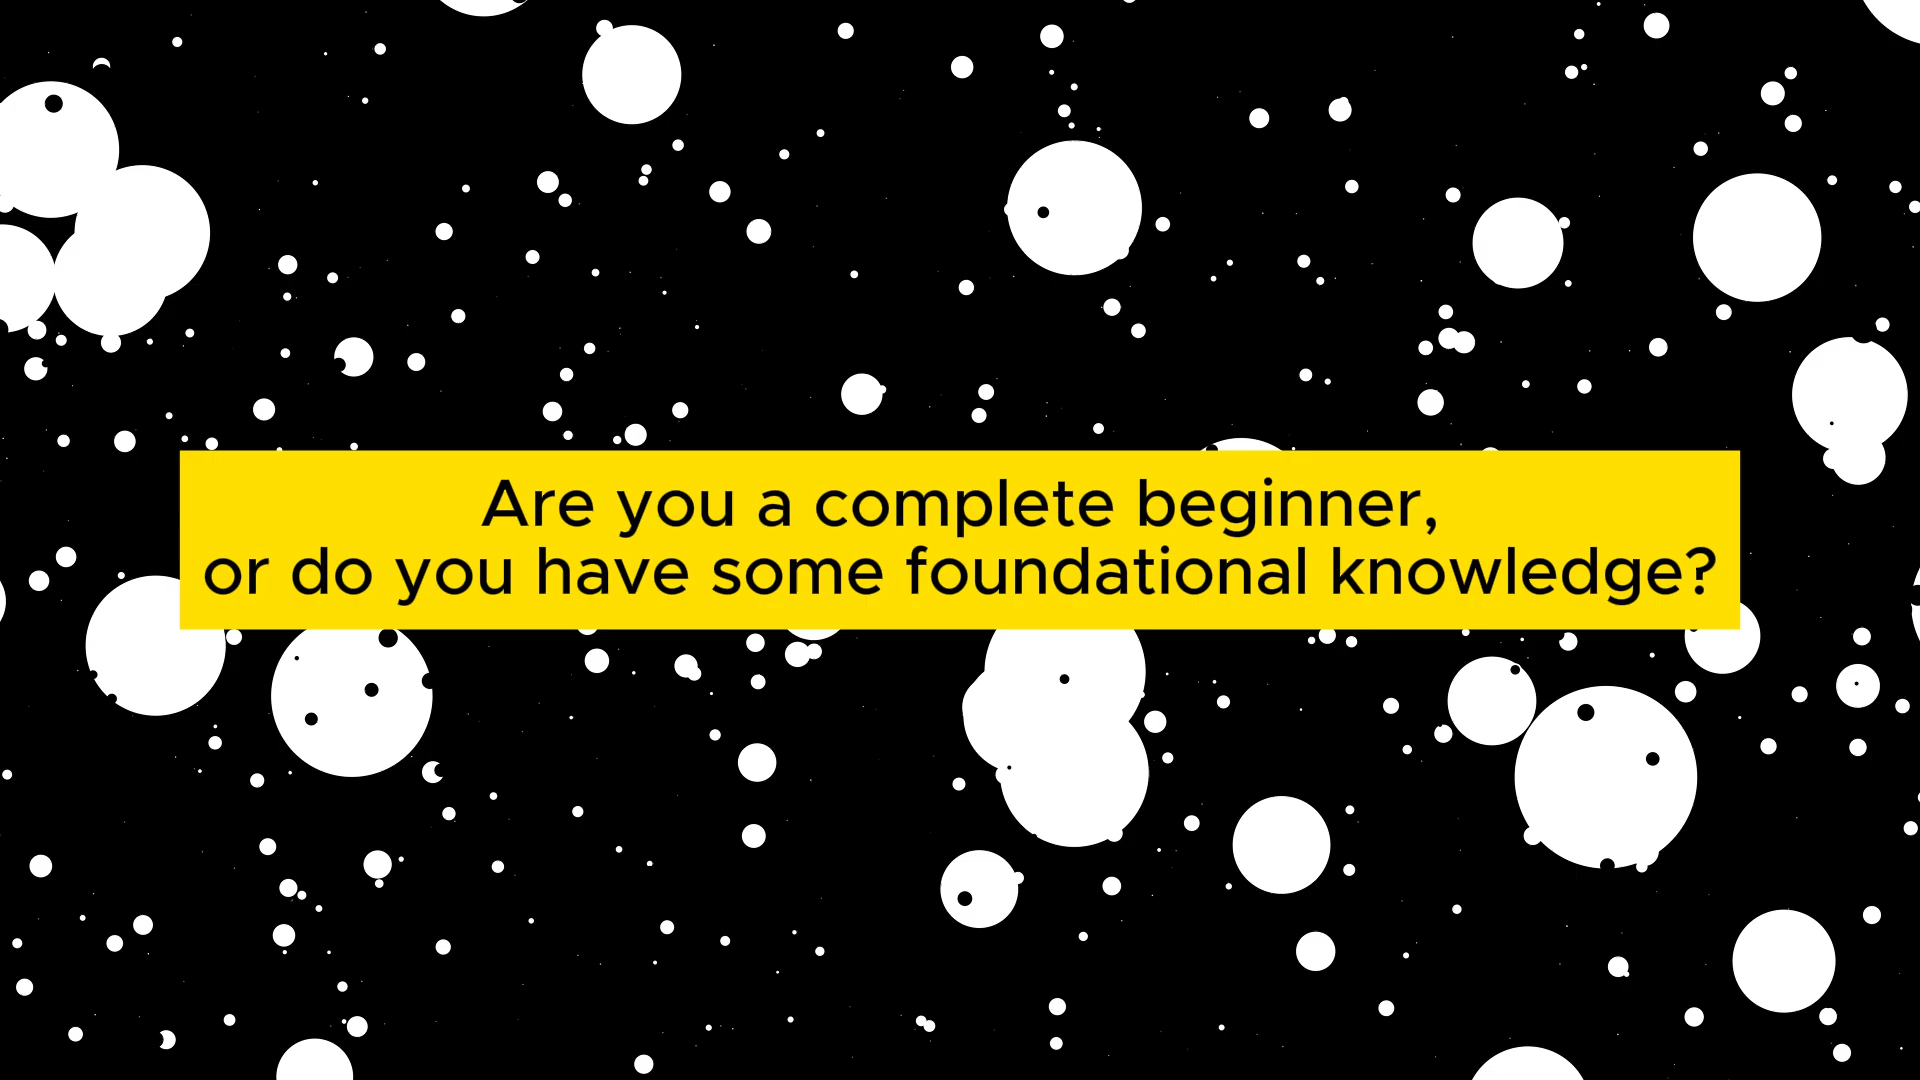 Are you a complete beginner,
or do you have some foundational knowledge?